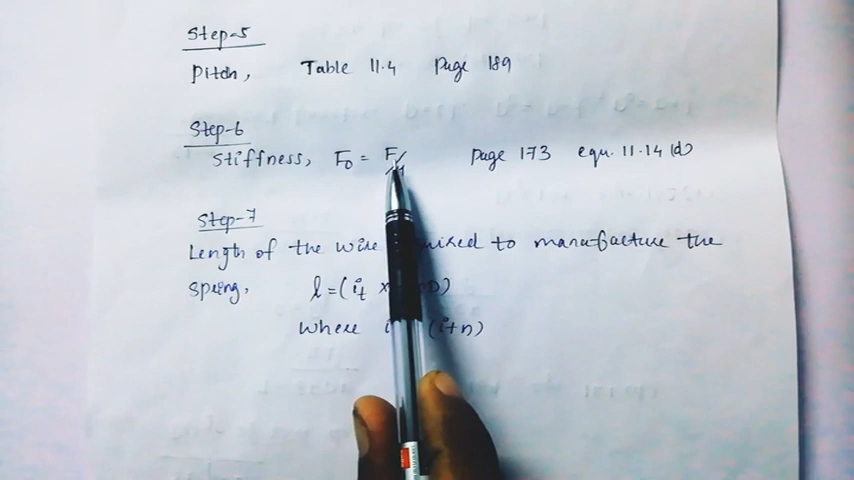 Step-5
Pitch, Table 11.4 Page 189
Step-6
Stiffness, F₀ = F/ Page 173 equ. 11.14 (d)
Step-7
Length of the wire to manufacture the
spring, l = (i_t × D)
Where i (i+n)